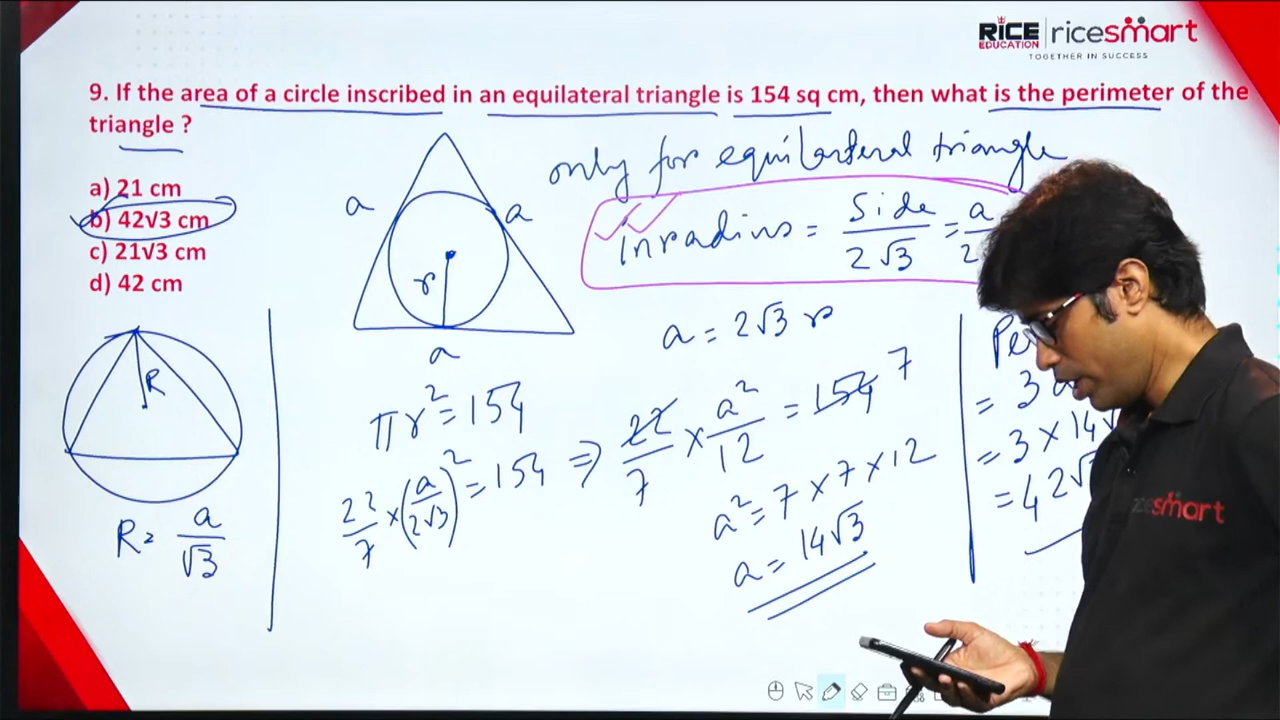 RICE EDUCATION | ricesmart
TOGETHER IN SUCCESS
9. If the area of a circle inscribed in an equilateral triangle is 154 sq cm, then what is the perimeter of the
triangle ?
a) 21 cm
b) 42√3 cm
c) 21√3 cm
d) 42 cm
only for equilateral triangle
Inradius = Side / 2√3 = a / 2
a
a
r
a
a = 2√3 r
R
R = a / √3
πr² = 154
22/7 × (a / 2√3)² = 154 ⇒ 22/7 × a²/12 = 154 7
a² = 7 × 7 × 12
a = 14√3
= 3a
= 3 × 14√
= 42√3
smart